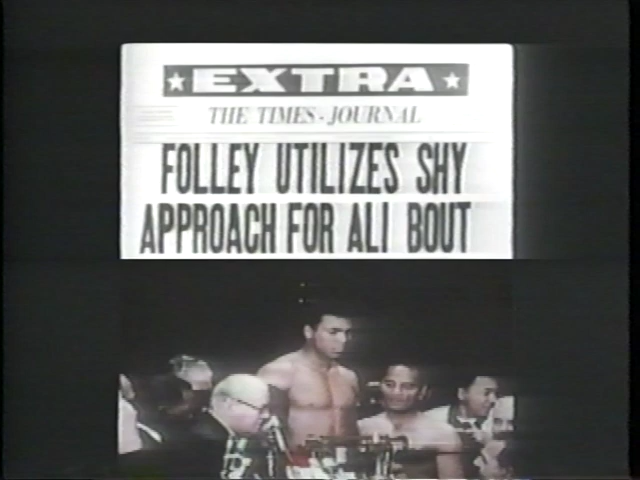 EXTRA
THE TIMES - JOURNAL
FOLLEY UTILIZES SHY
APPROACH FOR ALI BOUT